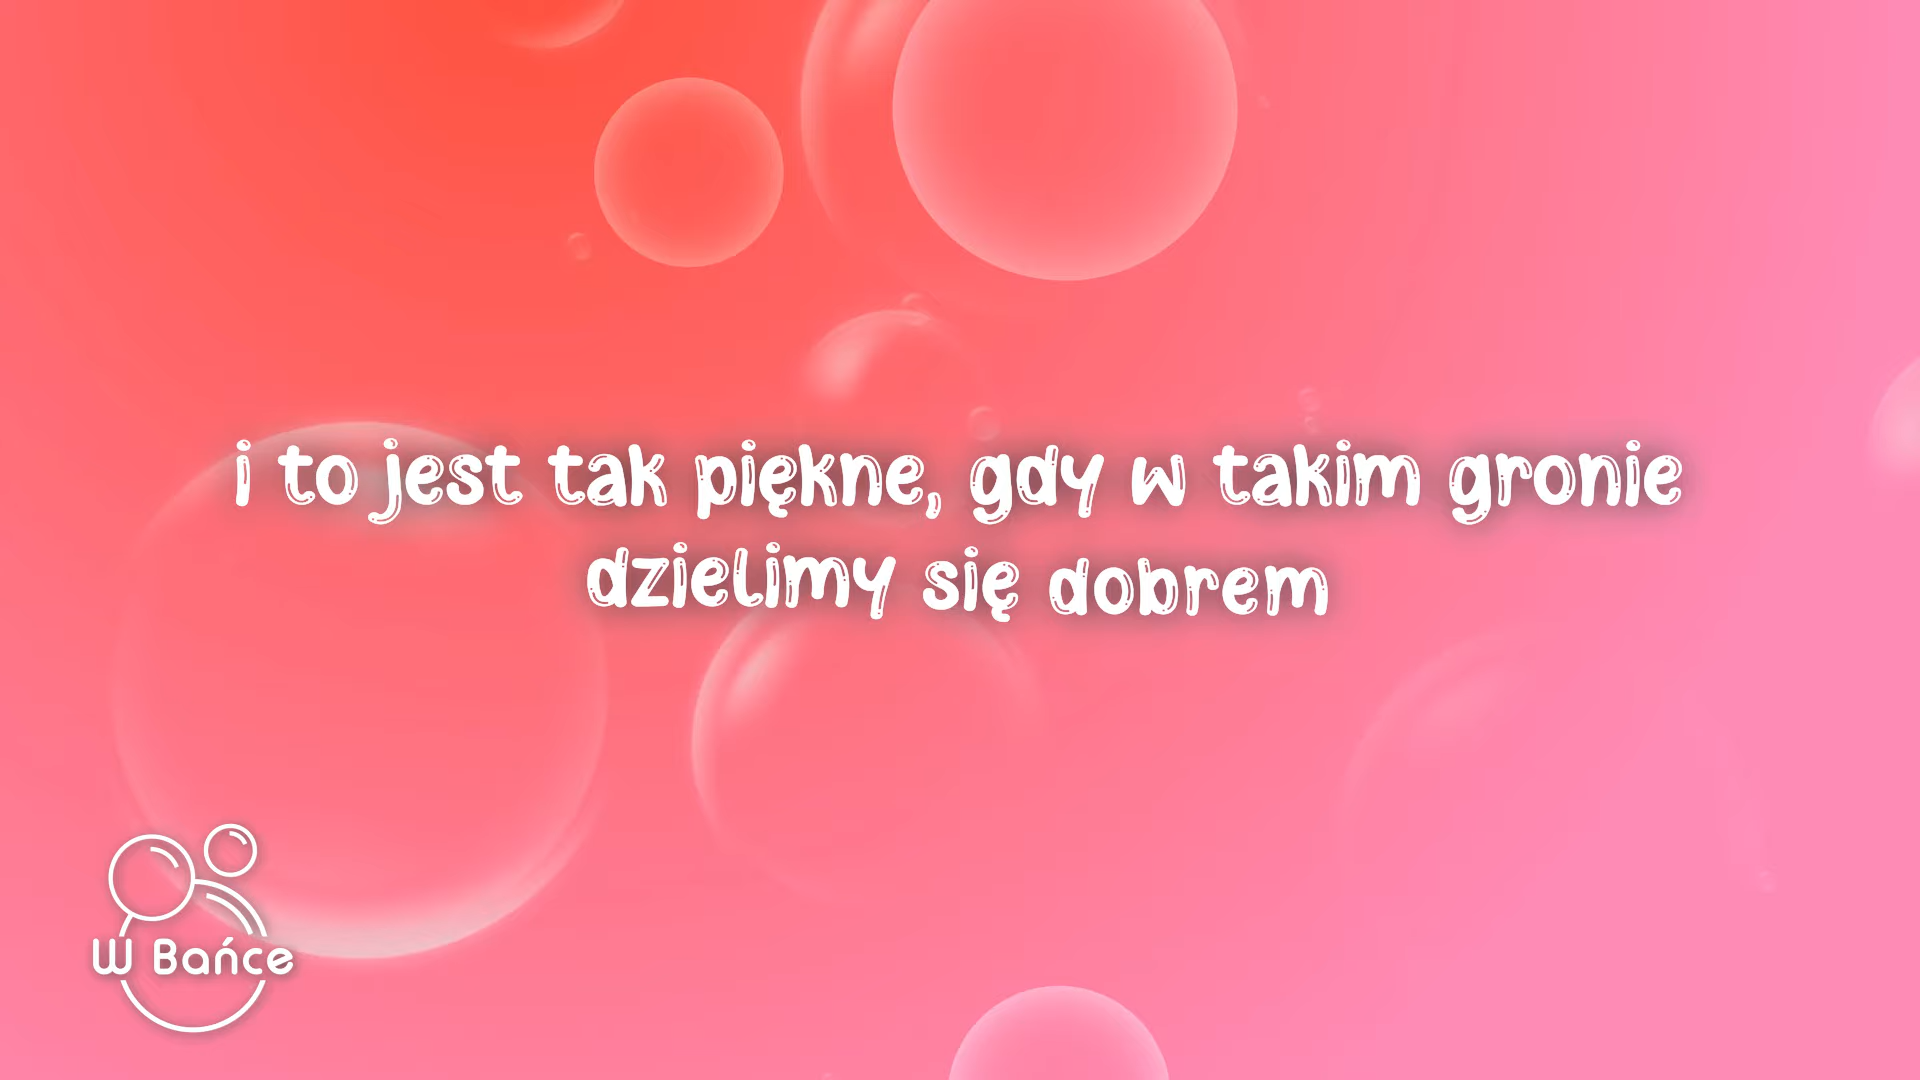 i to jest tak piękne, gdy w takim gronie
dzielimy się dobrem
W Bańce